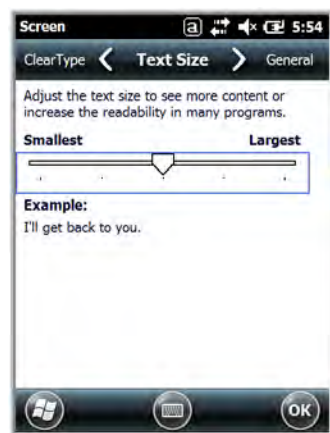 Screen a 5:54
ClearType Text Size General
Adjust the text size to see more content or
increase the readability in many programs.
Smallest Largest
Example:
I'll get back to you.
OK